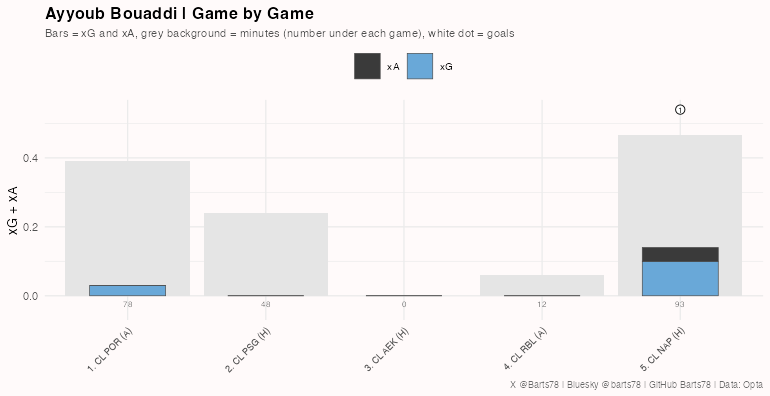 Ayyoub Bouaddi | Game by Game
Bars = xG and xA, grey background = minutes (number under each game), white dot = goals
xA xG
1
xG + xA
0.4
0.2
0.0
78 48 0 12 93
1. CL POR (A)
2. CL PSG (H)
3. CL AEK (H)
4. CL RBL (A)
5. CL NAP (H)
X @Barts78 | Bluesky @barts78 | GitHub Barts78 | Data: Opta